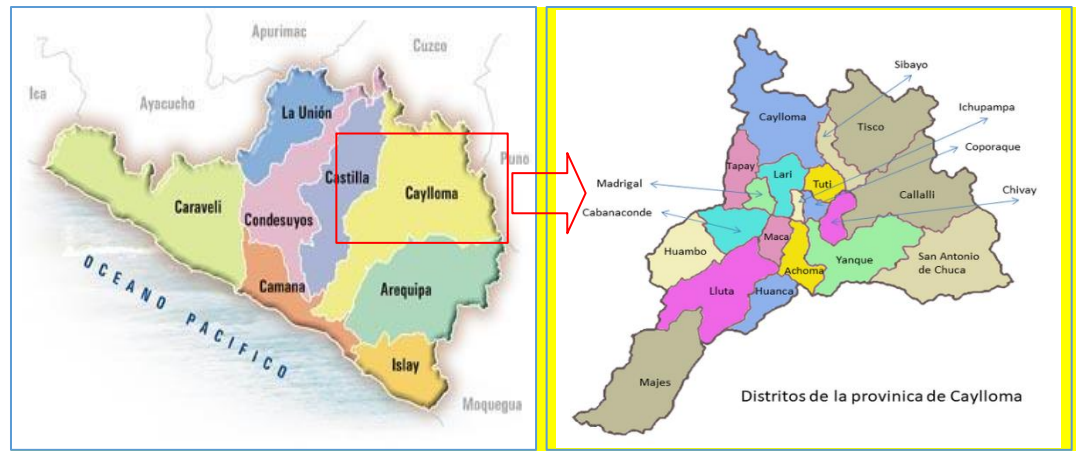 Apurimac
Cuzco
Ica
Ayacucho
La Unión
Puno
Castilla
Caylloma
Caraveli
Condesuyos
Camana
Arequipa
OCEANO PACIFICO
Islay
Moquegua
Sibayo
Ichupampa
Caylloma
Tisco
Coporaque
Tapay
Lari
Madrigal
Tuti
Chivay
Callalli
Cabanaconde
Maca
Huambo
Yanque
San Antonio
de Chuca
Achoma
Lluta
Huanca
Majes
Distritos de la provinica de Caylloma